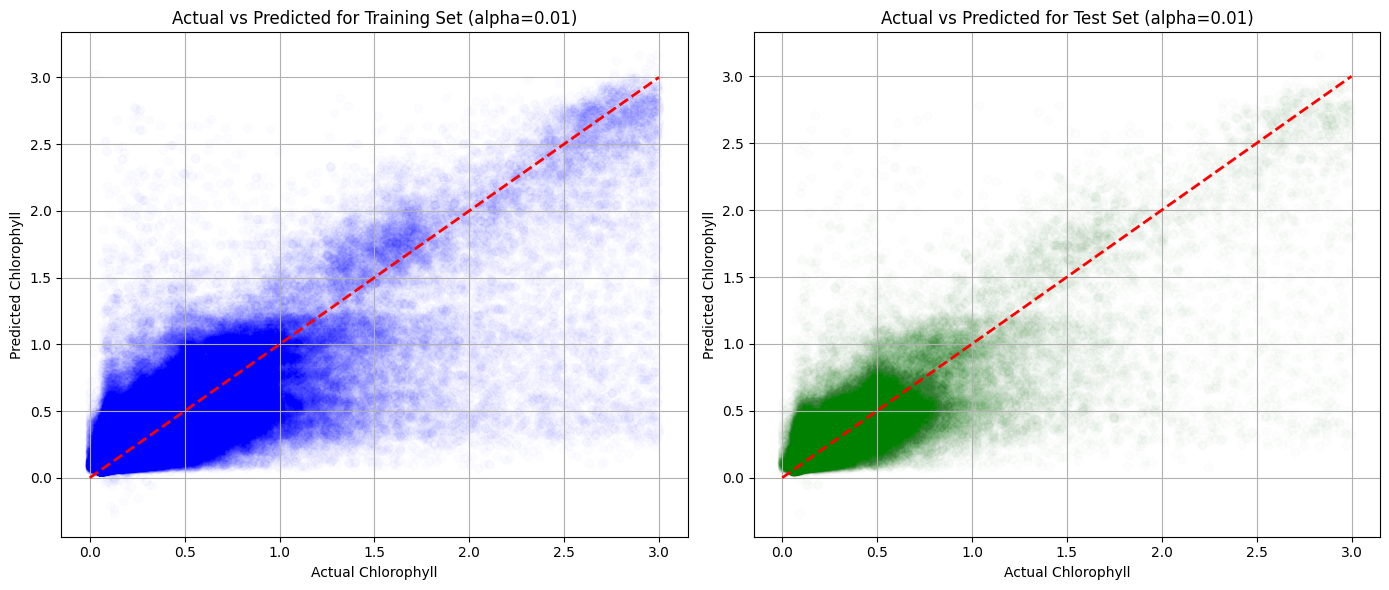 Actual vs Predicted for Training Set (alpha=0.01)
3.0
2.5
2.0
1.5
1.0
0.5
0.0
Predicted Chlorophyll
0.0 0.5 1.0 1.5 2.0 2.5 3.0
Actual Chlorophyll
Actual vs Predicted for Test Set (alpha=0.01)
3.0
2.5
2.0
1.5
1.0
0.5
0.0
Predicted Chlorophyll
0.0 0.5 1.0 1.5 2.0 2.5 3.0
Actual Chlorophyll